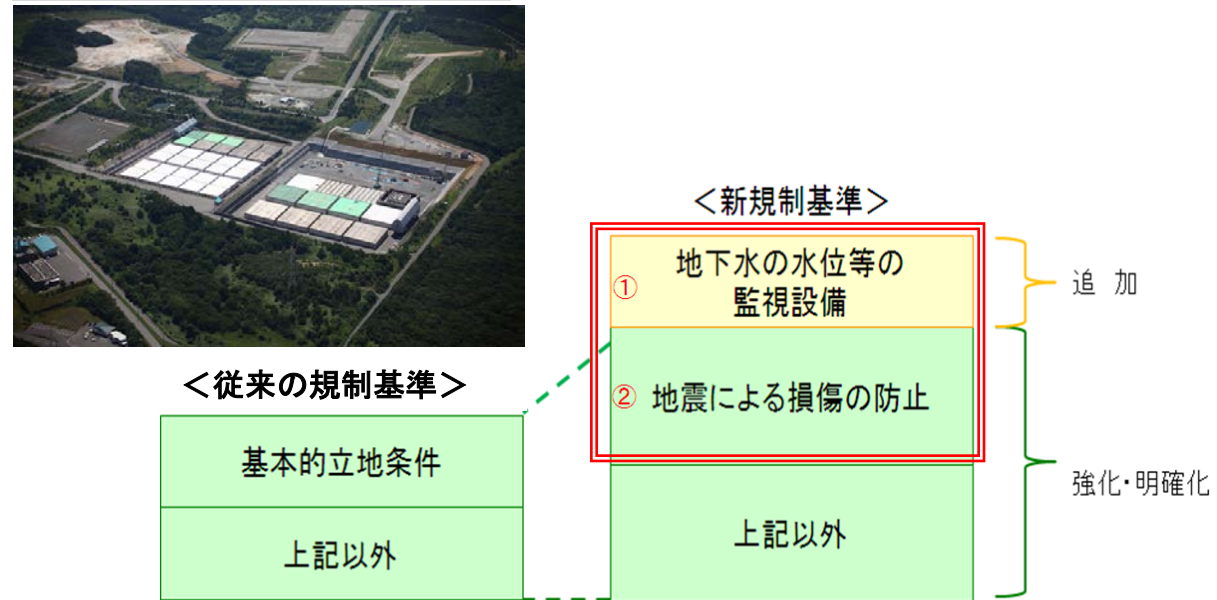 ＜新規制基準＞
①
地下水の水位等の
監視設備
追 加
＜従来の規制基準＞
② 地震による損傷の防止
基本的立地条件
強化・明確化
上記以外
上記以外